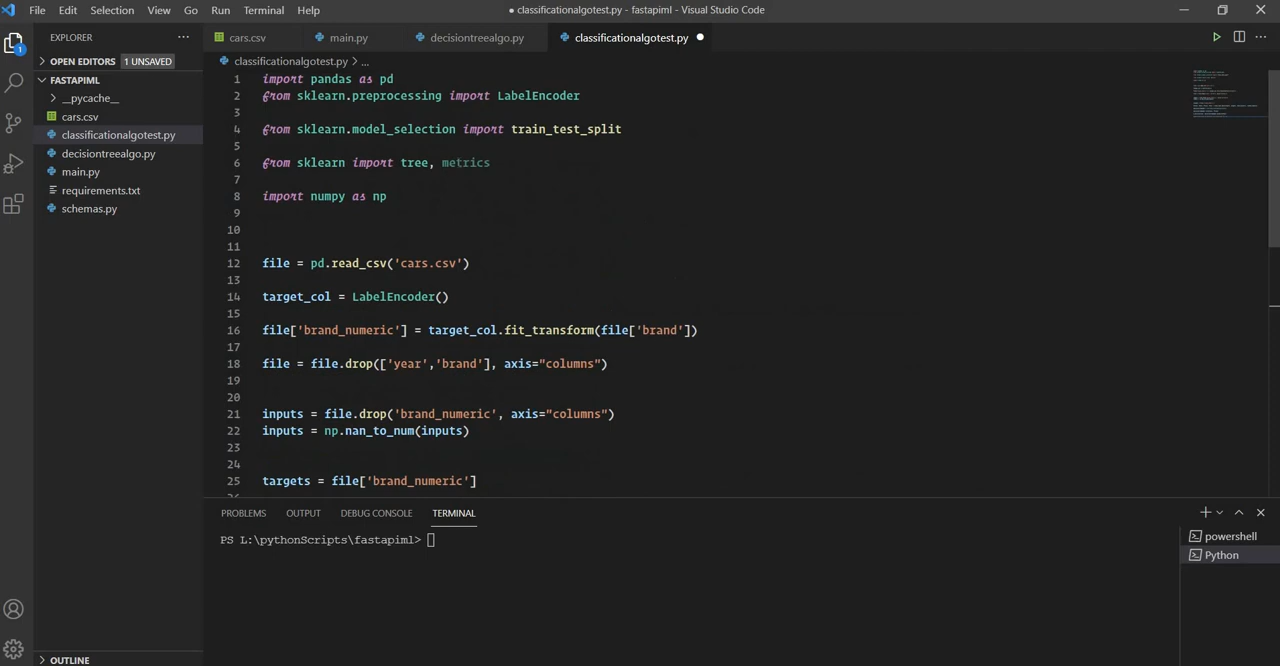 File Edit Selection View Go Run Terminal Help
● classificationalgotest.py - fastapiml - Visual Studio Code
EXPLORER
1
OPEN EDITORS 1 UNSAVED
FASTAPIML
__pycache__
cars.csv
classificationalgotest.py
decisiontreealgo.py
main.py
requirements.txt
schemas.py
OUTLINE
cars.csv main.py decisiontreealgo.py classificationalgotest.py
classificationalgotest.py > ...
1 import pandas as pd
2 from sklearn.preprocessing import LabelEncoder
3
4 from sklearn.model_selection import train_test_split
5
6 from sklearn import tree, metrics
7
8 import numpy as np
9
10
11
12 file = pd.read_csv('cars.csv')
13
14 target_col = LabelEncoder()
15
16 file['brand_numeric'] = target_col.fit_transform(file['brand'])
17
18 file = file.drop(['year','brand'], axis="columns")
19
20
21 inputs = file.drop('brand_numeric', axis="columns")
22 inputs = np.nan_to_num(inputs)
23
24
25 targets = file['brand_numeric']
PROBLEMS OUTPUT DEBUG CONSOLE TERMINAL
PS L:\pythonScripts\fastapiml>
powershell
Python